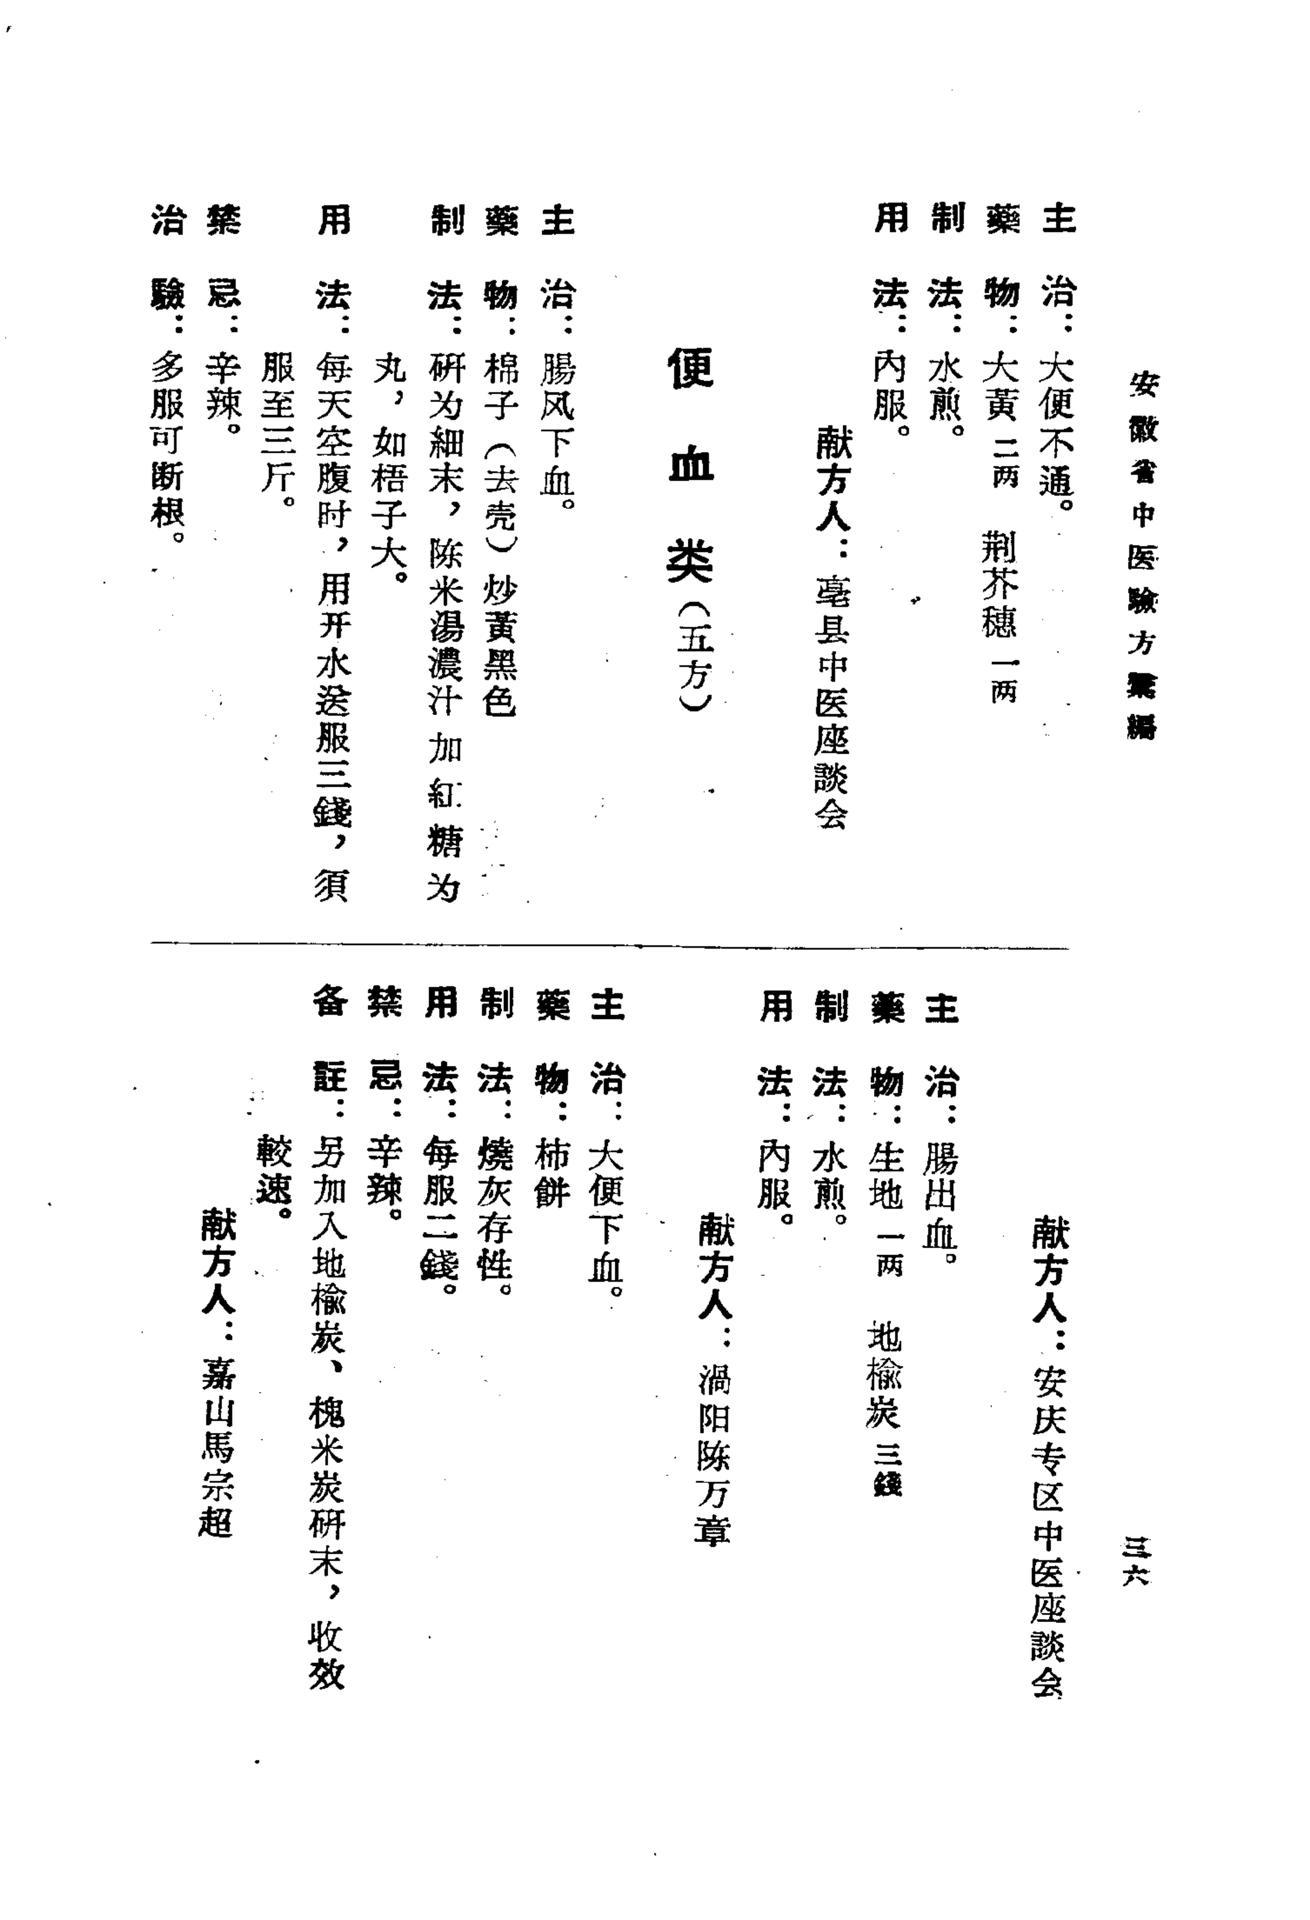 安徽省中医驗方彙編
三六
主治：大便不通。
藥物：大黃二两 荆芥穗一两
制法：水煎。
用法：內服。
献方人：亳县中医座談会
便血类（五方）
主治：腸风下血。
藥物：棉子（去壳）炒黃黑色
制法：研为細末，陈米湯濃汁加紅糖为
丸，如梧子大。
用法：每天空腹时，用开水送服三錢，須
服至三斤。
禁忌：辛辣。
治驗：多服可断根。
献方人：安庆专区中医座談会
主治：腸出血。
藥物：生地一两 地榆炭三錢
制法：水煎。
用法：內服。
献方人：渦阳陈万章
主治：大便下血。
藥物：柿餅
制法：燒灰存性。
用法：每服二錢。
禁忌：辛辣。
备註：另加入地榆炭、槐米炭研末，收效
較速。
献方人：嘉山馬宗超